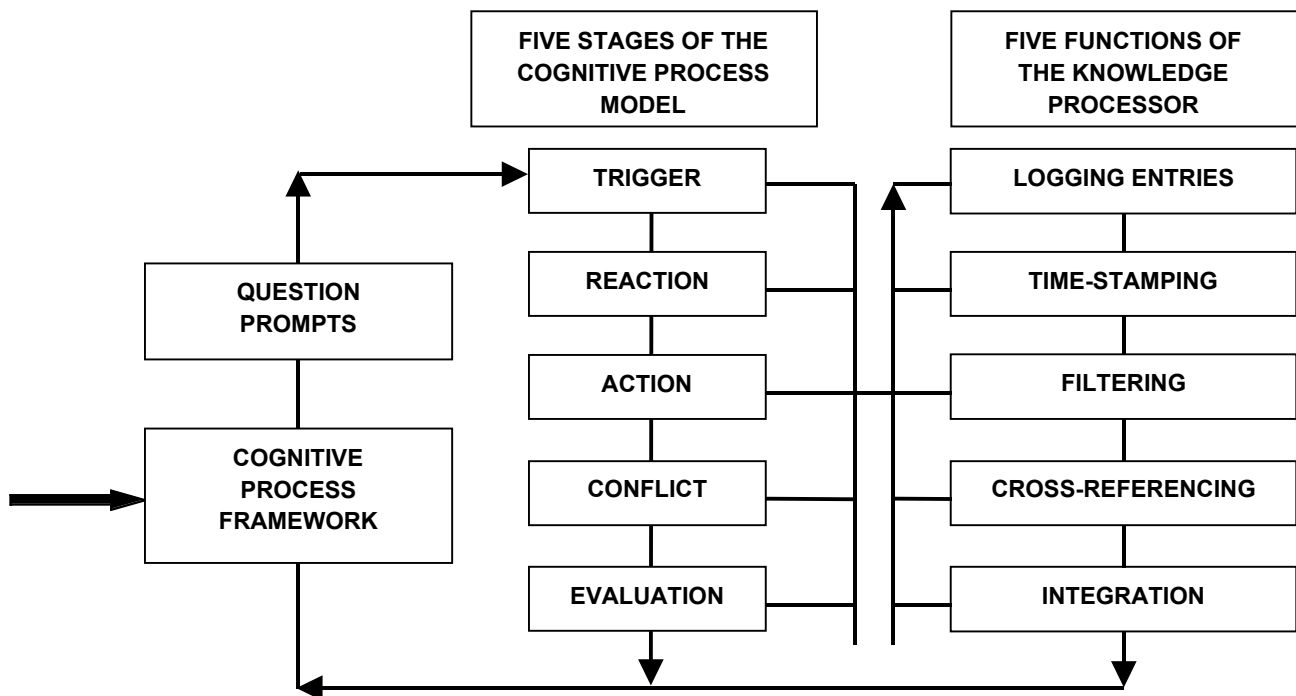 FIVE STAGES OF THE
COGNITIVE PROCESS
MODEL
FIVE FUNCTIONS OF
THE KNOWLEDGE
PROCESSOR
TRIGGER
LOGGING ENTRIES
QUESTION
PROMPTS
REACTION
TIME-STAMPING
ACTION
FILTERING
COGNITIVE
PROCESS
FRAMEWORK
CONFLICT
CROSS-REFERENCING
EVALUATION
INTEGRATION